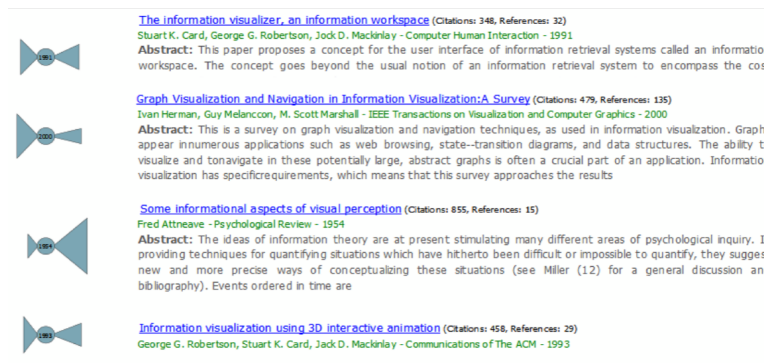 The information visualizer, an information workspace (Citations: 348, References: 32)
Stuart K. Card, George G. Robertson, Jock D. Mackinlay - Computer Human Interaction - 1991
1991
Abstract: This paper proposes a concept for the user interface of information retrieval systems called an informatio
workspace. The concept goes beyond the usual notion of an information retrieval system to encompass the cos
Graph Visualization and Navigation in Information Visualization:A Survey (Citations: 479, References: 135)
Ivan Herman, Guy Melanccon, M. Scott Marshall - IEEE Transactions on Visualization and Computer Graphics - 2000
2000
Abstract: This is a survey on graph visualization and navigation techniques, as used in information visualization. Graph
appear innumerous applications such as web browsing, state--transition diagrams, and data structures. The ability t
visualize and tonavigate in these potentially large, abstract graphs is often a crucial part of an application. Informatio
visualization has specificrequirements, which means that this survey approaches the results
Some informational aspects of visual perception (Citations: 855, References: 15)
Fred Attneave - Psychological Review - 1954
1954
Abstract: The ideas of information theory are at present stimulating many different areas of psychological inquiry. I
providing techniques for quantifying situations which have hitherto been difficult or impossible to quantify, they sugges
new and more precise ways of conceptualizing these situations (see Miller (12) for a general discussion an
bibliography). Events ordered in time are
Information visualization using 3D interactive animation (Citations: 458, References: 29)
1993
George G. Robertson, Stuart K. Card, Jack D. Mackinlay - Communications of The ACM - 1993